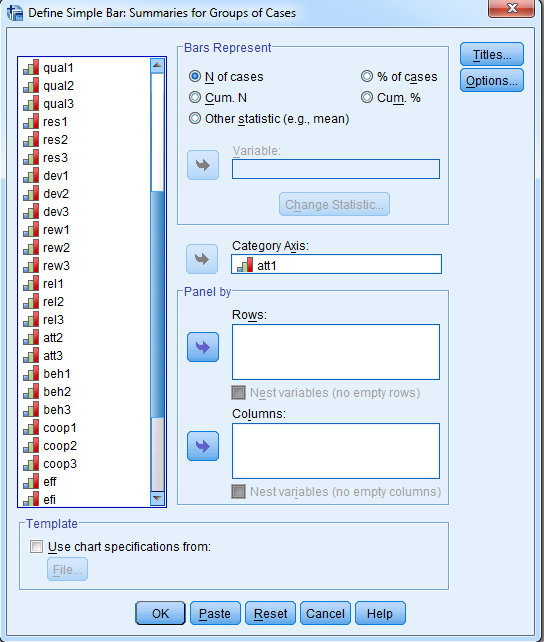 Define Simple Bar: Summaries for Groups of Cases
qual1
qual2
qual3
res1
res2
res3
dev1
dev2
dev3
rew1
rew2
rew3
rel1
rel2
rel3
att2
att3
beh1
beh2
beh3
coop1
coop2
coop3
eff
efi
Bars Represent
N of cases
% of cases
Cum. N
Cum. %
Other statistic (e.g., mean)
Variable:
Change Statistic...
Category Axis:
att1
Panel by
Rows:
Nest variables (no empty rows)
Columns:
Nest variables (no empty columns)
Titles...
Options...
Template
Use chart specifications from:
File...
OK
Paste
Reset
Cancel
Help